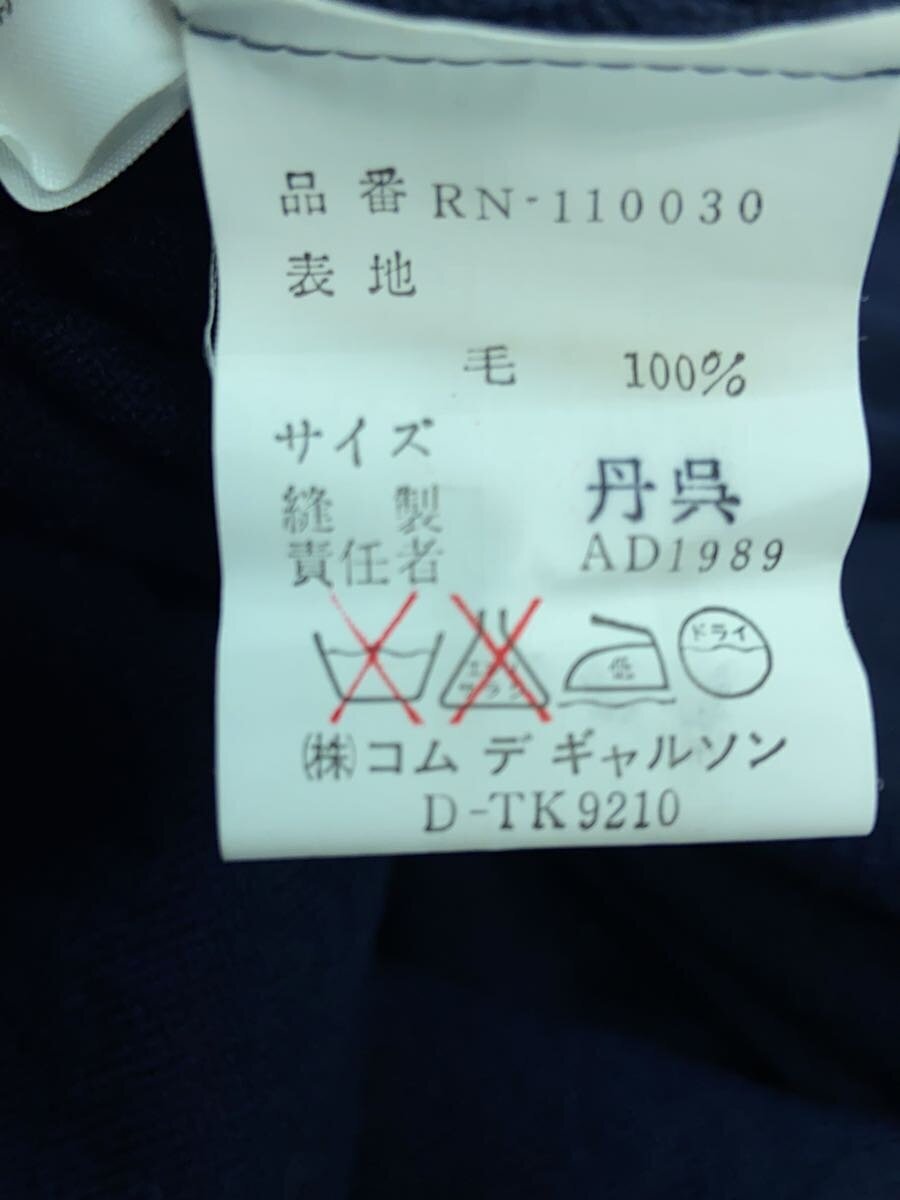 品番 RN-110030
表地
毛 100%
サイズ
縫製 丹呉
責任者 AD1989
低 ドライ
(株)コム デ ギャルソン
D-TK9210